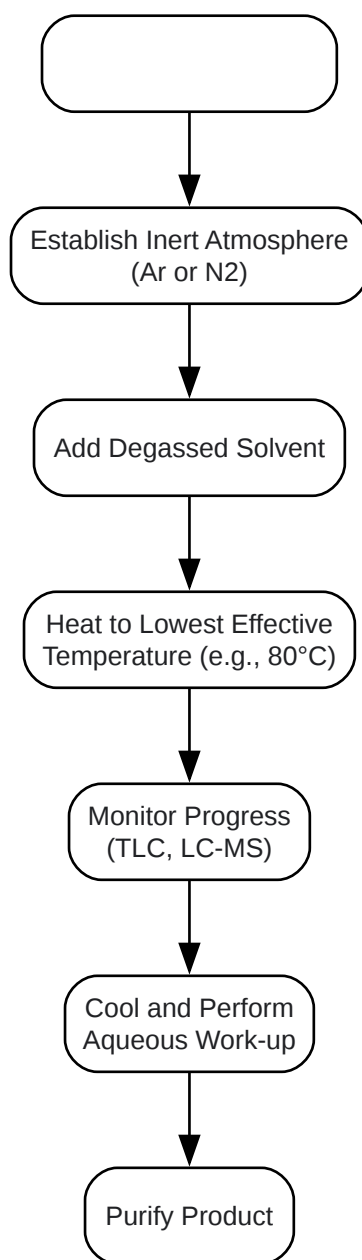 Establish Inert Atmosphere
(Ar or N2)
Add Degassed Solvent
Heat to Lowest Effective
Temperature (e.g., 80°C)
Monitor Progress
(TLC, LC-MS)
Cool and Perform
Aqueous Work-up
Purify Product